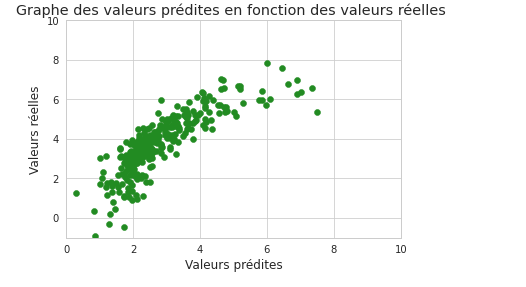 Graphe des valeurs prédites en fonction des valeurs réelles
10
8
6
4
2
0
Valeurs réelles
0 2 4 6 8 10
Valeurs prédites